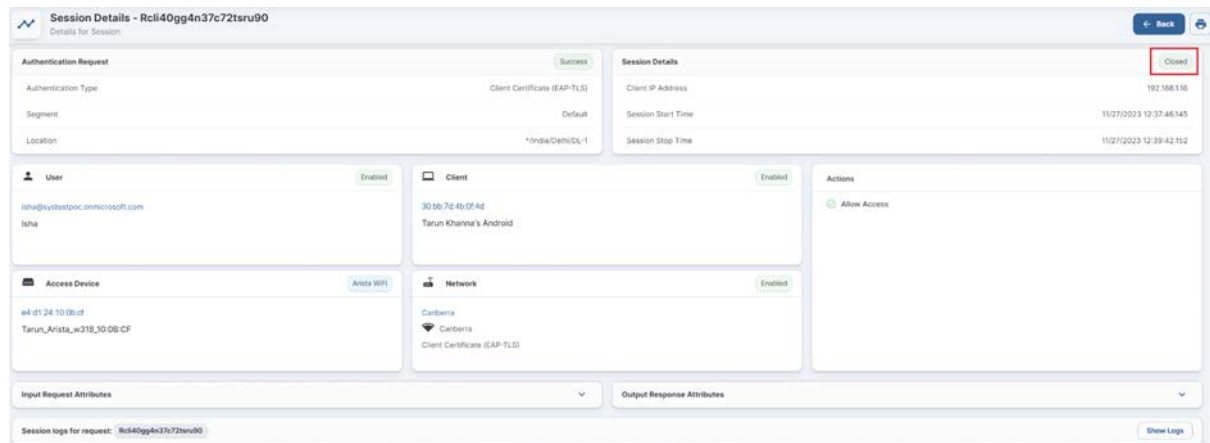 Session Details - Rcli40gg4n37c72tsru90
Details for Session
← Back
Authentication Request Success
Authentication Type Client Certificate (EAP-TLS)
Segment Default
Location */India/Delhi/DL-1
Session Details Closed
Client IP Address 192.168.1.16
Session Start Time 11/27/2023 12:37:46.145
Session Stop Time 11/27/2023 12:39:42.152
User Enabled
isha@systestpoc.onmicrosoft.com
Isha
Client Enabled
30:bb:7d:4b:0f:4d
Tarun Khanna's Android
Actions
Allow Access
Access Device Arista WiFi
e4:d1:24:10:0b:cf
Tarun_Arista_w318_10:0B:CF
Network Enabled
Canberra
Canberra
Client Certificate (EAP-TLS)
Input Request Attributes
Output Response Attributes
Session logs for request: Rcli40gg4n37c72tsru90 Show Logs